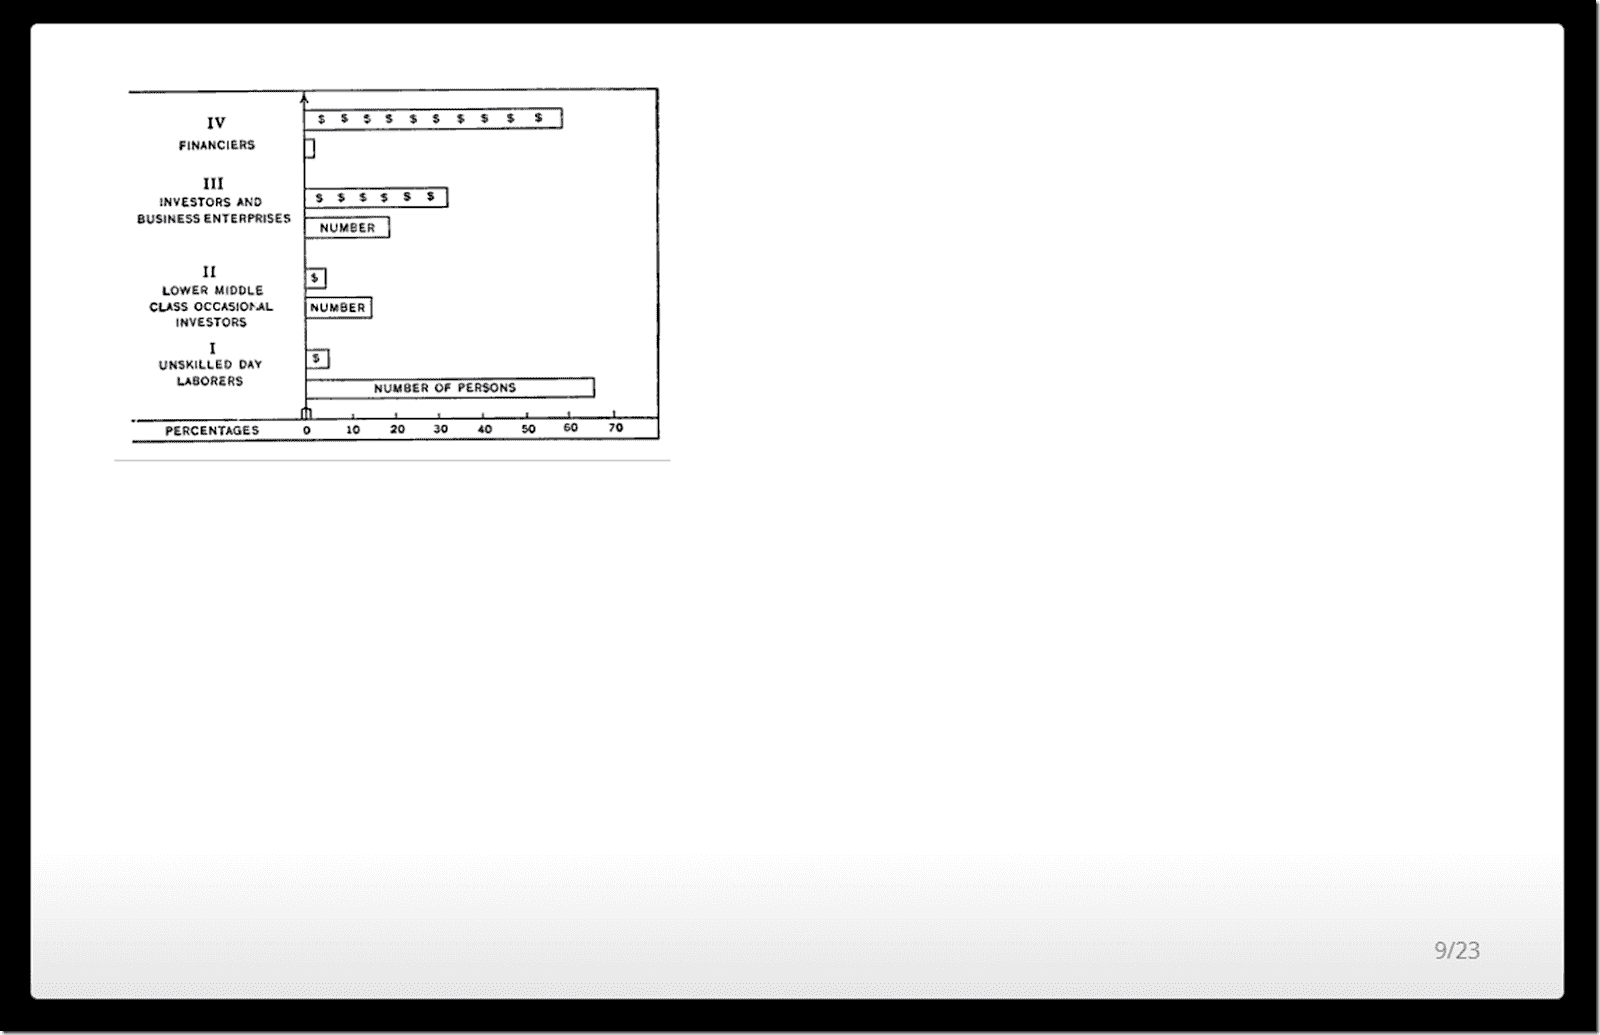 IV
FINANCIERS
$ $ $ $ $ $ $ $ $ $
III
INVESTORS AND
BUSINESS ENTERPRISES
$ $ $ $ $ $
NUMBER
II
LOWER MIDDLE
CLASS OCCASIONAL
INVESTORS
$
NUMBER
I
UNSKILLED DAY
LABORERS
$
NUMBER OF PERSONS
PERCENTAGES 0 10 20 30 40 50 60 70
9/23